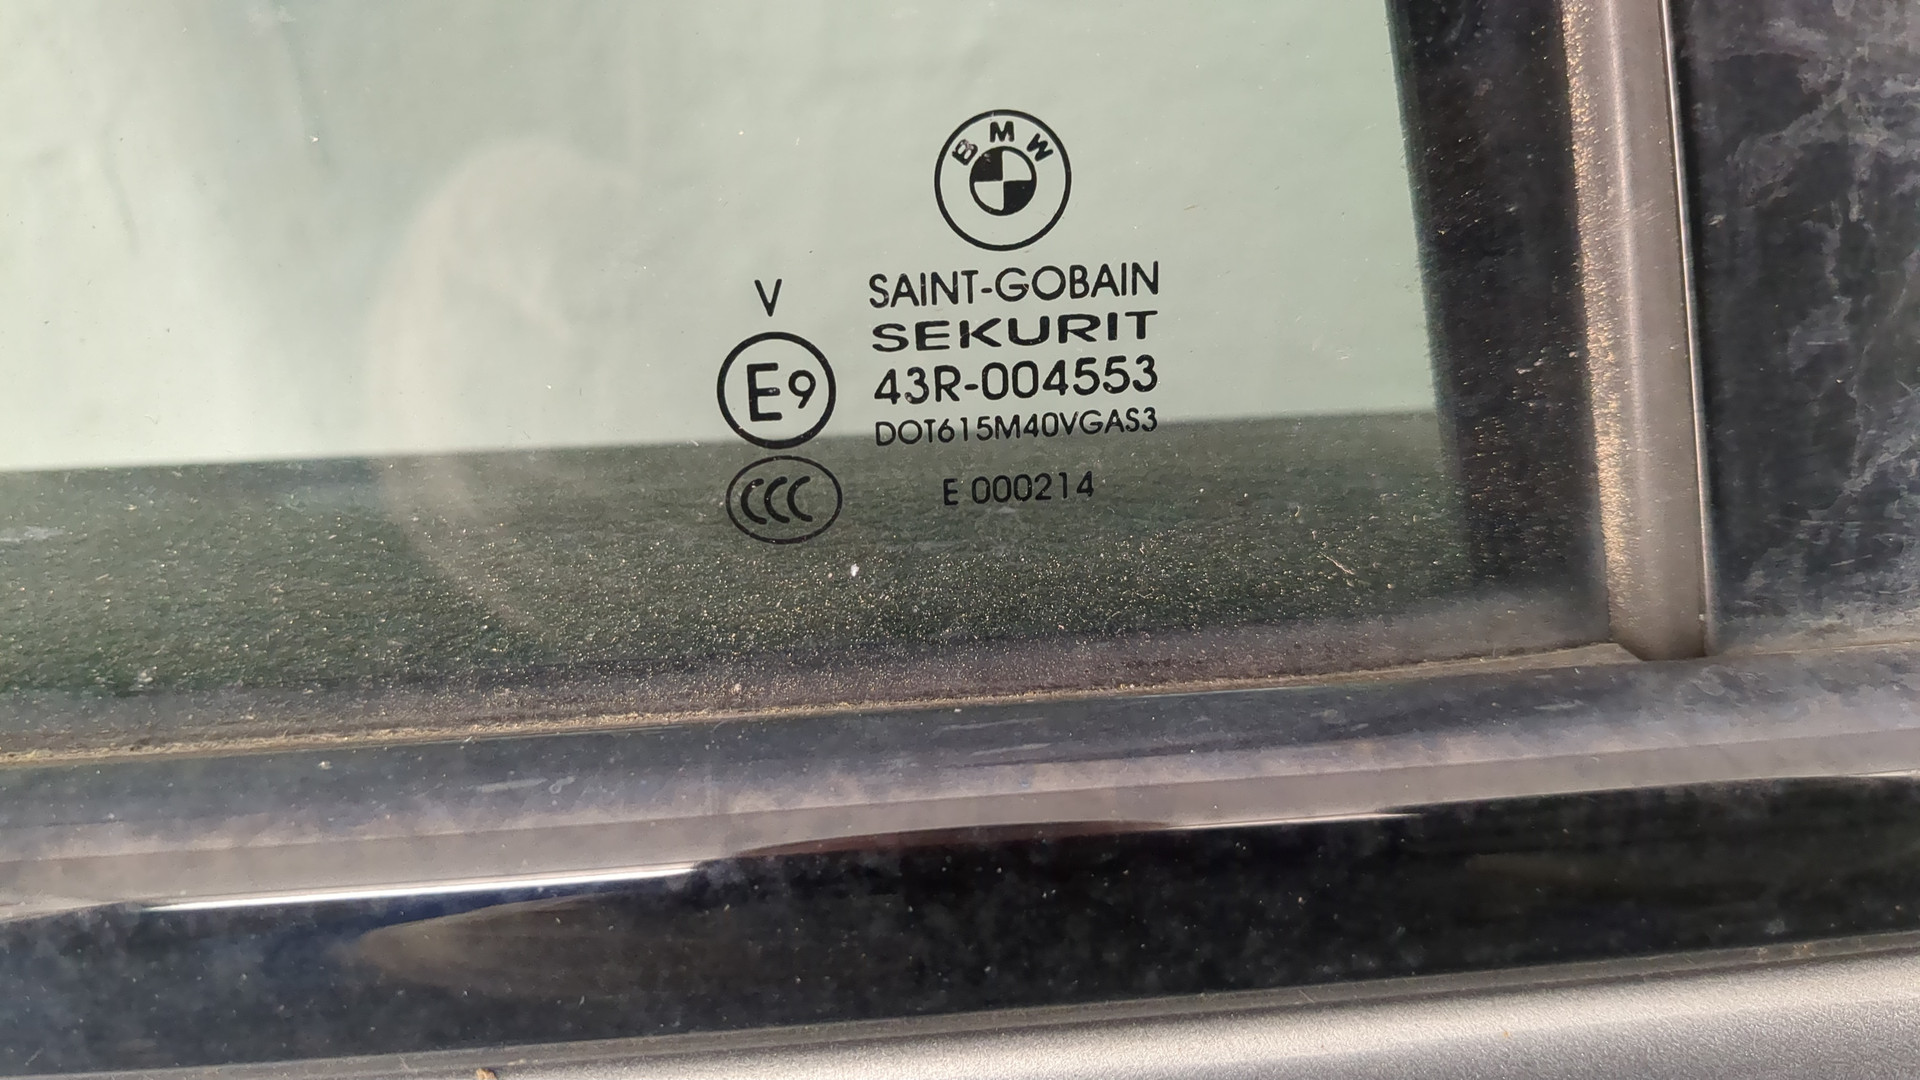 BMW
V
SAINT-GOBAIN
SEKURIT
E9
43R-004553
DOT615M40VGAS3
CCC
E 000214